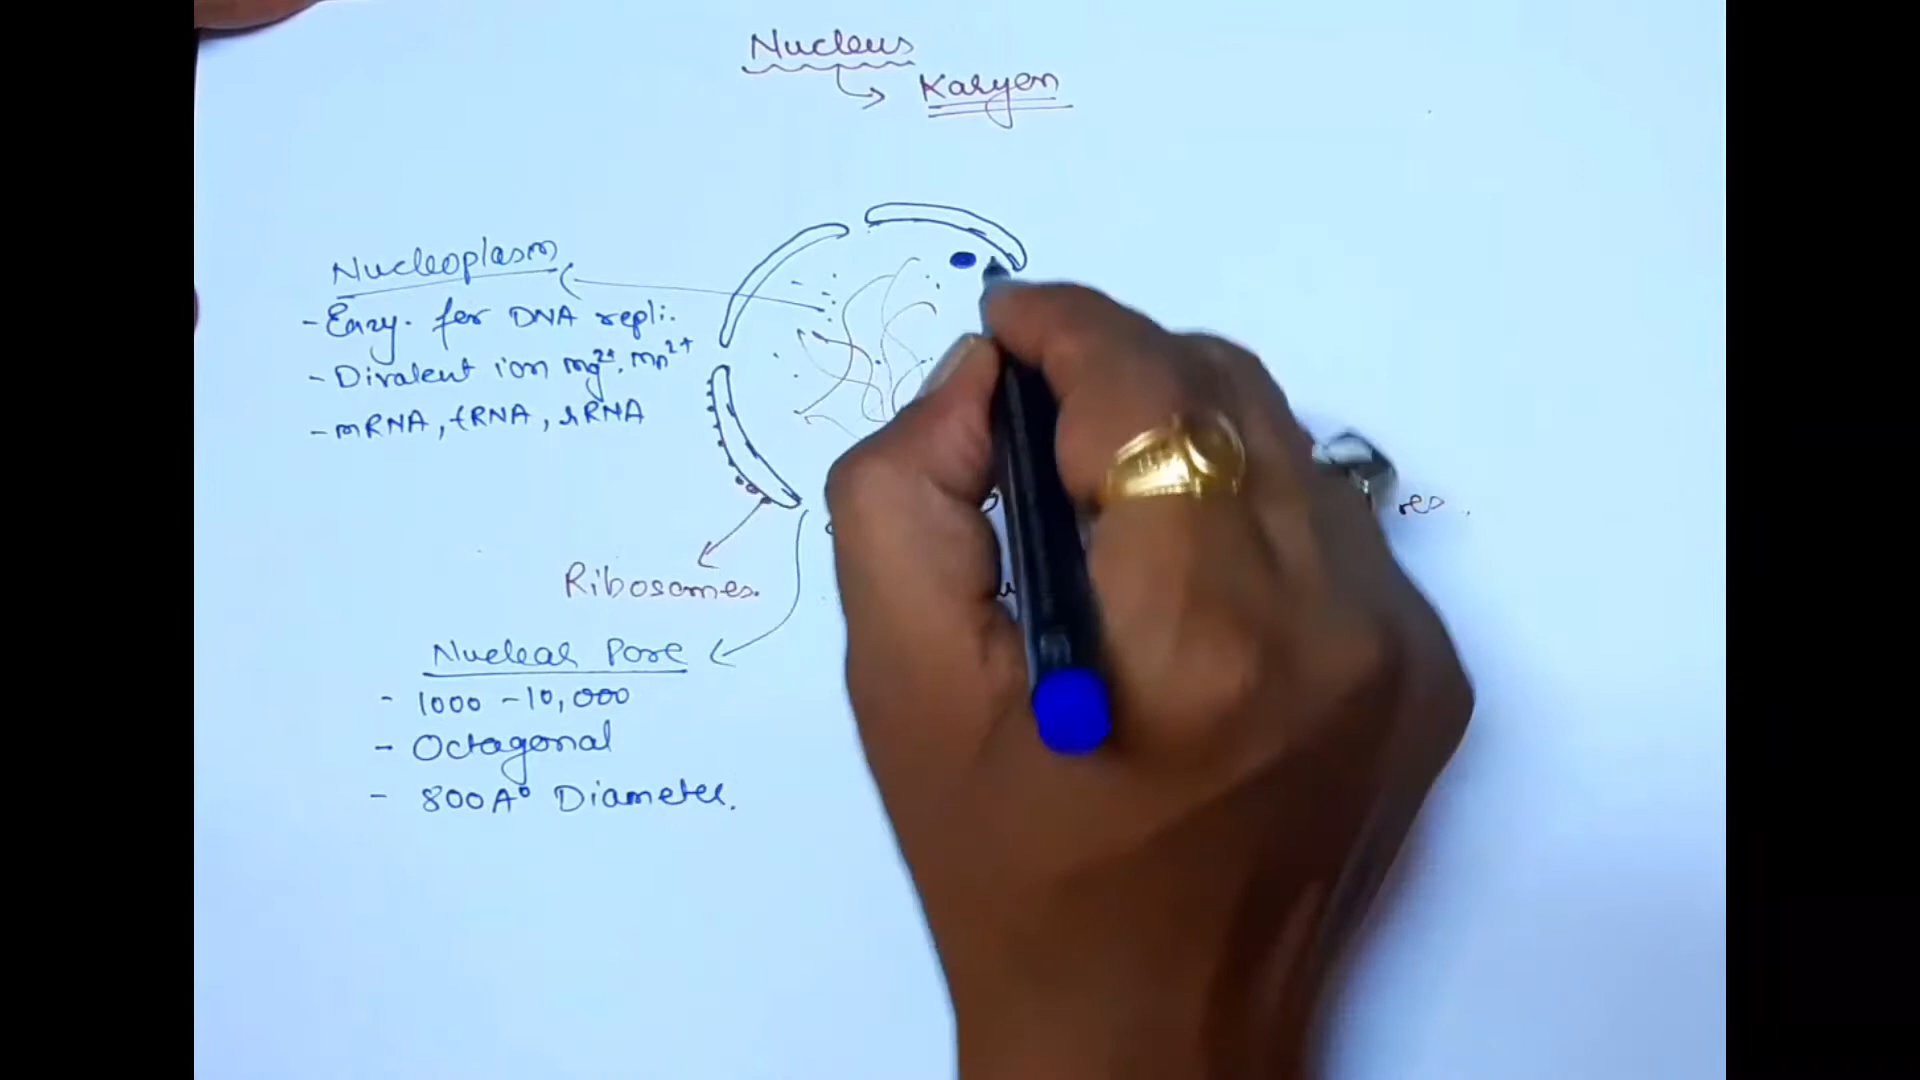 Nucleus
Karyon
Nucleoplasm
- Enzy. for DNA repli.
- Divalent ion Mg2+, Mn2+
- mRNA, tRNA, rRNA
Ribosomes.
Nuclear Pore
- 1000 - 10,000
- Octagonal
- 800A° Diameter.